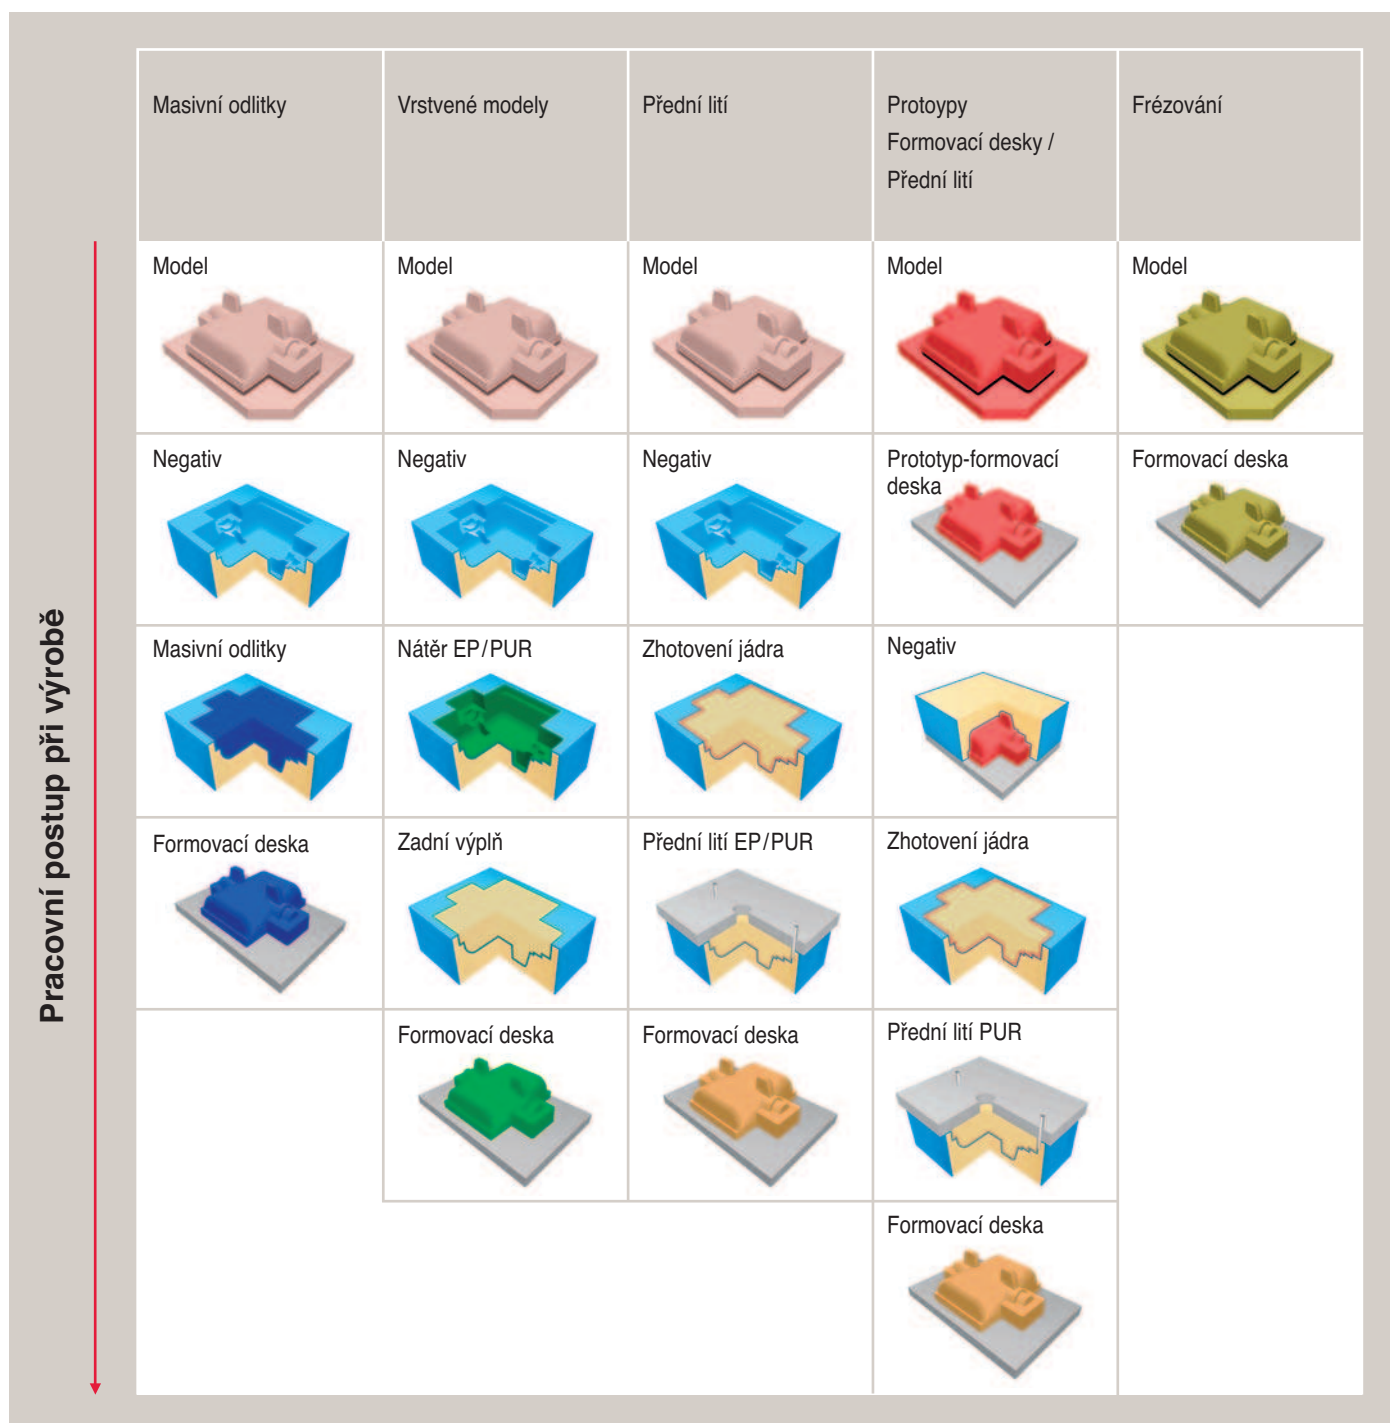 Masivní odlitky
Vrstvené modely
Přední lití
Protoypy
Formovací desky /
Přední lití
Frézování
Pracovní postup při výrobě
Model
Model
Model
Model
Model
Negativ
Negativ
Negativ
Prototyp-formovací
deska
Formovací deska
Masivní odlitky
Nátěr EP/PUR
Zhotovení jádra
Negativ
Formovací deska
Zadní výplň
Přední lití EP/PUR
Zhotovení jádra
Formovací deska
Formovací deska
Přední lití PUR
Formovací deska